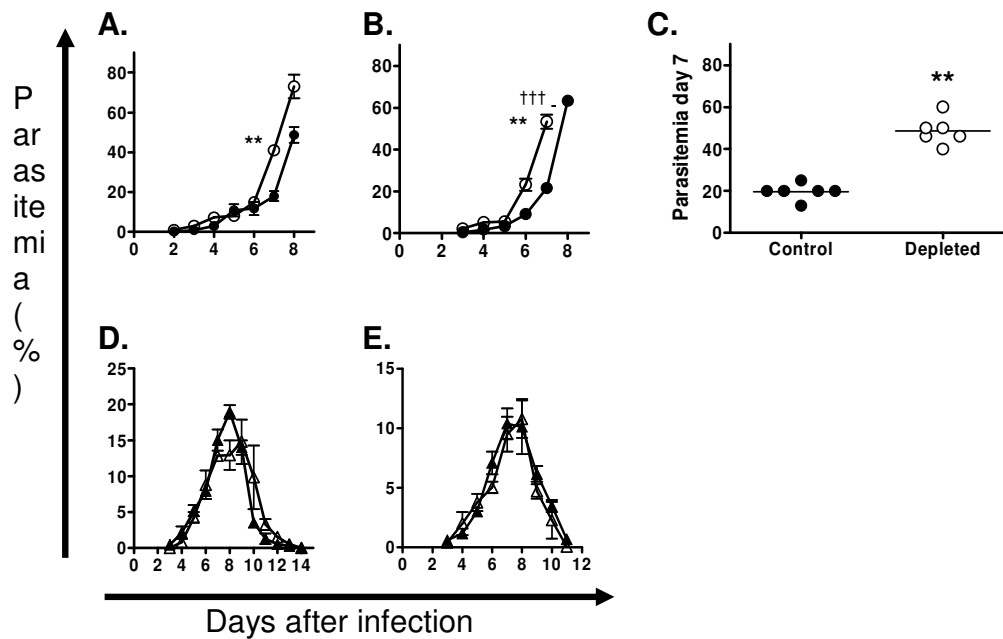 A.
B.
C.
80
60
40
20
0
**
0 2 4 6 8
80
60
40
20
0
†††
** -
0 2 4 6 8
Parasitemia day 7
80
60
40
20
0
**
Control Depleted
P
ar
as
ite
mi
a
(
%
)
D.
E.
25
20
15
10
5
0
0 2 4 6 8 10 12 14
15
10
5
0
0 2 4 6 8 10 12
Days after infection